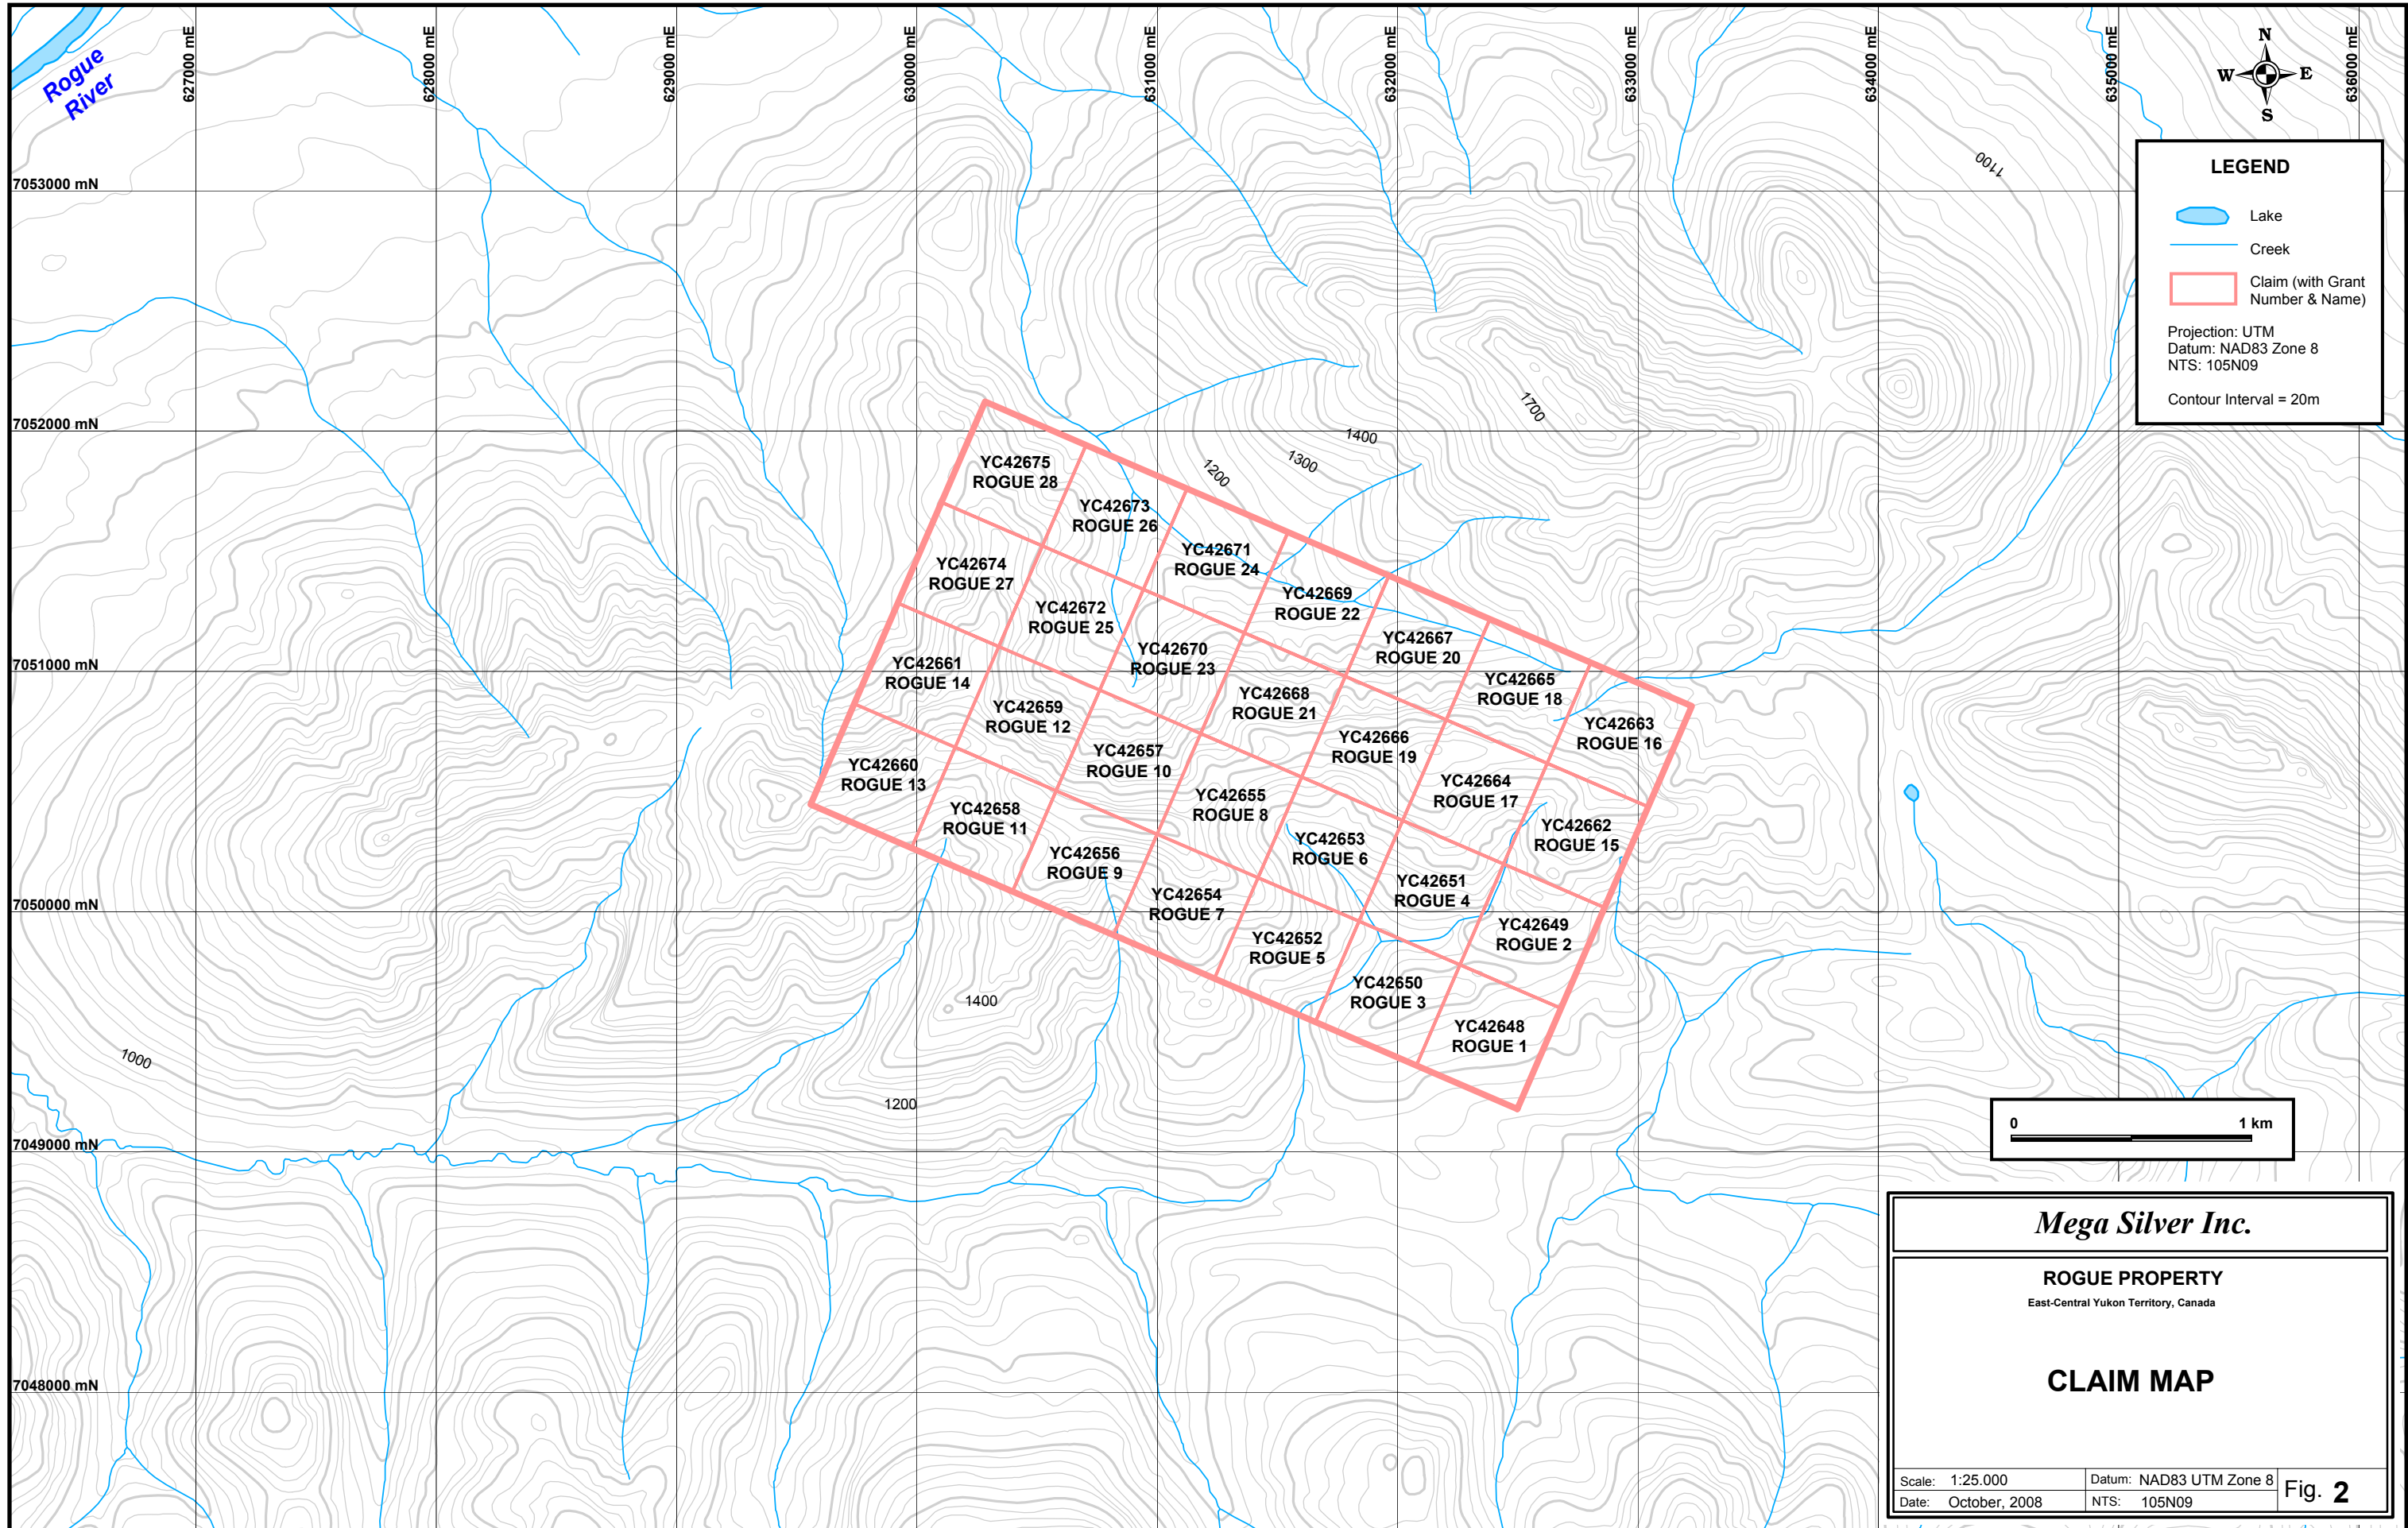 Rogue
River
627000 mE
628000 mE
629000 mE
630000 mE
631000 mE
632000 mE
633000 mE
634000 mE
635000 mE
636000 mE
N
W
E
S
7053000 mN
7052000 mN
7051000 mN
7050000 mN
7049000 mN
7048000 mN
LEGEND
Lake
Creek
Claim (with Grant
Number & Name)
Projection: UTM
Datum: NAD83 Zone 8
NTS: 105N09
Contour Interval = 20m
1100
1700
1400
1300
1200
YC42675
ROGUE 28
YC42673
ROGUE 26
YC42671
ROGUE 24
YC42669
ROGUE 22
YC42667
ROGUE 20
YC42665
ROGUE 18
YC42663
ROGUE 16
YC42674
ROGUE 27
YC42672
ROGUE 25
YC42670
ROGUE 23
YC42668
ROGUE 21
YC42666
ROGUE 19
YC42664
ROGUE 17
YC42662
ROGUE 15
YC42661
ROGUE 14
YC42659
ROGUE 12
YC42657
ROGUE 10
YC42655
ROGUE 8
YC42653
ROGUE 6
YC42651
ROGUE 4
YC42649
ROGUE 2
YC42660
ROGUE 13
YC42658
ROGUE 11
YC42656
ROGUE 9
YC42654
ROGUE 7
YC42652
ROGUE 5
YC42650
ROGUE 3
YC42648
ROGUE 1
1400
1000
1200
0 1 km
Mega Silver Inc.
ROGUE PROPERTY
East-Central Yukon Territory, Canada
CLAIM MAP
Scale: 1:25.000
Datum: NAD83 UTM Zone 8
Date: October, 2008
NTS: 105N09
Fig. 2